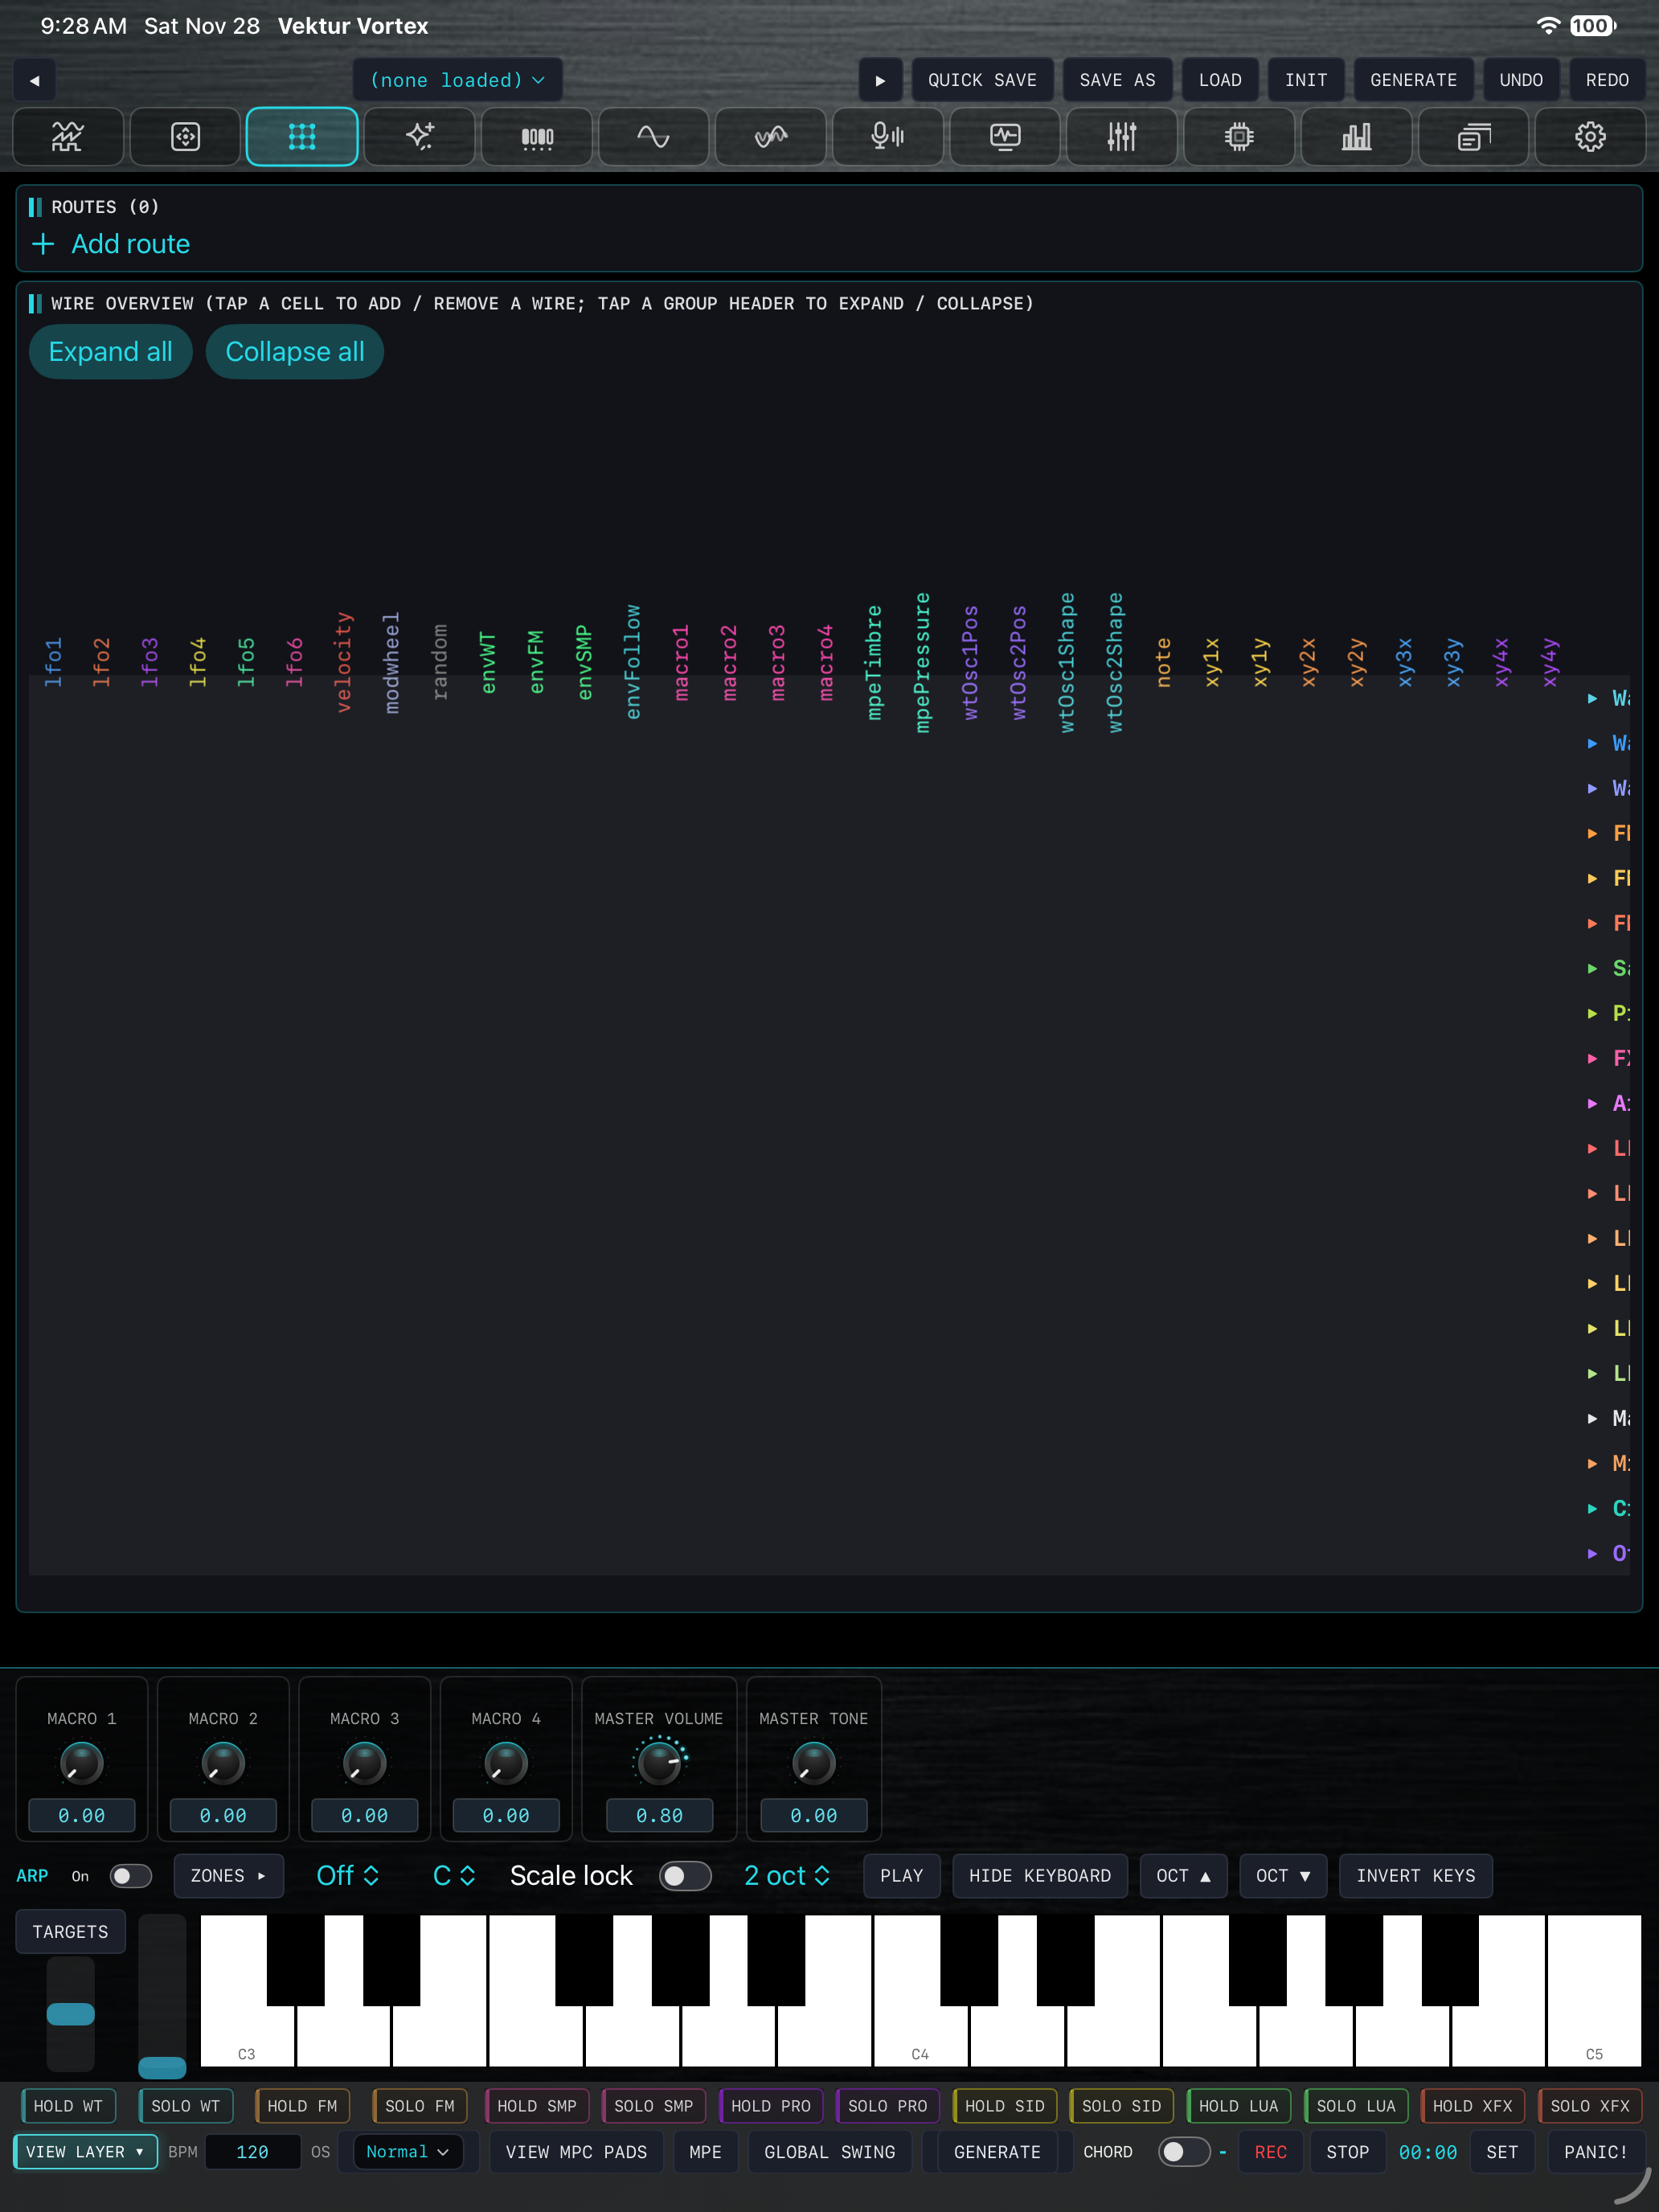 9:28 AM Sat Nov 28 Vektur Vortex
100
(none loaded)
QUICK SAVE SAVE AS LOAD INIT GENERATE UNDO REDO
ROUTES (0)
+ Add route
WIRE OVERVIEW (TAP A CELL TO ADD / REMOVE A WIRE; TAP A GROUP HEADER TO EXPAND / COLLAPSE)
Expand all Collapse all
lfo1
lfo2
lfo3
lfo4
lfo5
lfo6
velocity
modwheel
random
envWT
envFM
envSMP
envFollow
macro1
macro2
macro3
macro4
mpeTimbre
mpePressure
wtOsc1Pos
wtOsc2Pos
wtOsc1Shape
wtOsc2Shape
note
xy1x
xy1y
xy2x
xy2y
xy3x
xy3y
xy4x
xy4y
MACRO 1 MACRO 2 MACRO 3 MACRO 4 MASTER VOLUME MASTER TONE
0.00 0.00 0.00 0.00 0.80 0.00
ARP On ZONES Off C Scale lock 2 oct PLAY HIDE KEYBOARD OCT ▲ OCT ▼ INVERT KEYS
TARGETS
C3 C4 C5
HOLD WT SOLO WT HOLD FM SOLO FM HOLD SMP SOLO SMP HOLD PRO SOLO PRO HOLD SID SOLO SID HOLD LUA SOLO LUA HOLD XFX SOLO XFX
VIEW LAYER ▼ BPM 120 OS Normal VIEW MPC PADS MPE GLOBAL SWING GENERATE CHORD - REC STOP 00:00 SET PANIC!